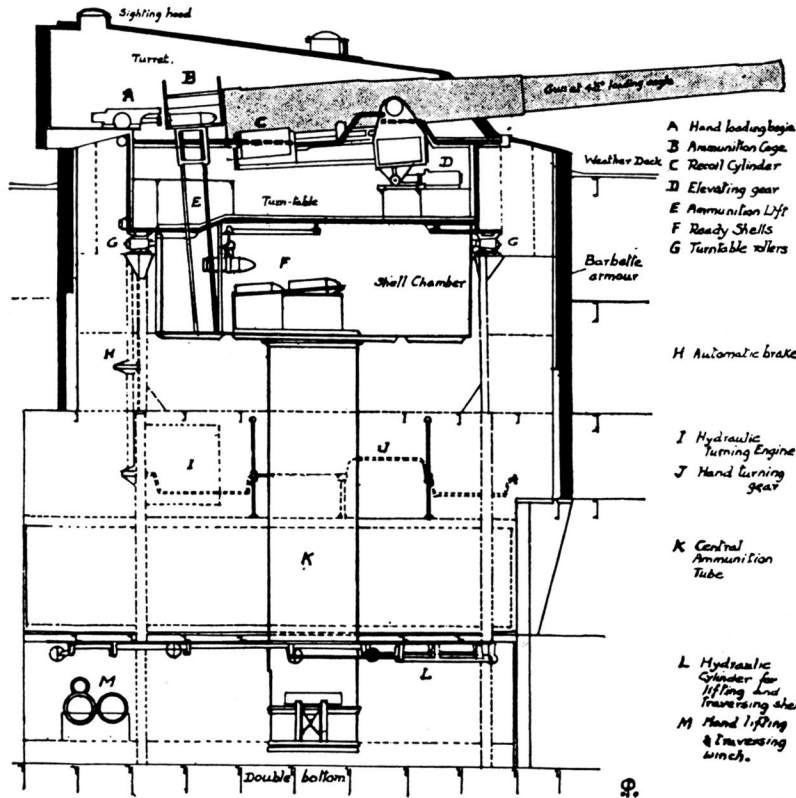 Sighting hood
Turret.
B
A
Gun at 4½° loading angle
C
D
E
Turn-table
G
G
F
Shell Chamber
Weather Deck
Barbette
armour
H
I
J
K
L
M
Double bottom
A Hand loading bogie
B Ammunition Cage
C Recoil Cylinder
D Elevating gear
E Ammunition Lift
F Ready Shells
G Turntable rollers
H Automatic brake
I Hydraulic
Turning Engine
J Hand turning
gear
K Central
Ammunition
Tube
L Hydraulic
Cylinder for
lifting and
traversing she
M Hand lifting
& traversing
winch.